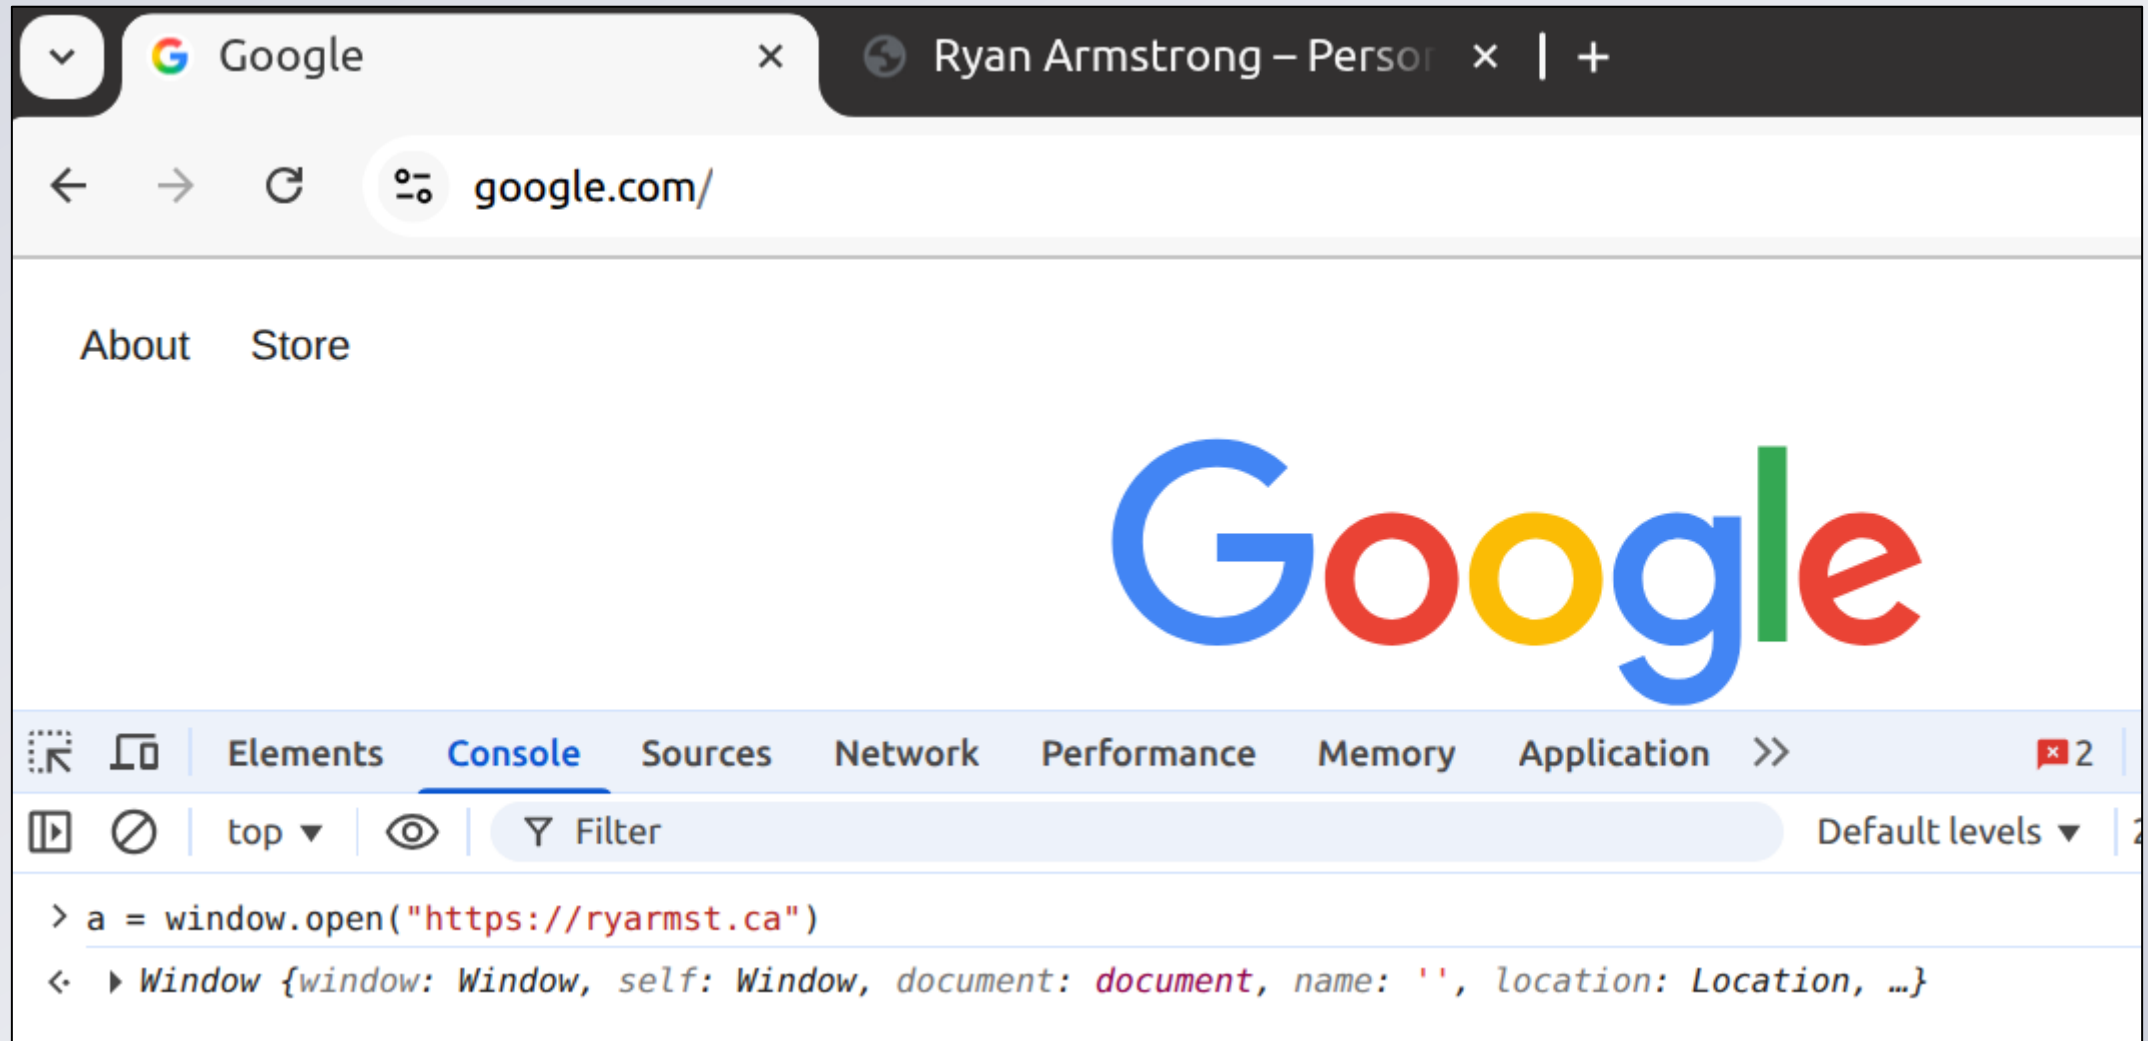 Google Ryan Armstrong – Person
google.com/
About Store
Google
Elements Console Sources Network Performance Memory Application 2
top Filter Default levels
> a = window.open("https://ryarmst.ca")
Window {window: Window, self: Window, document: document, name: '', location: Location, …}